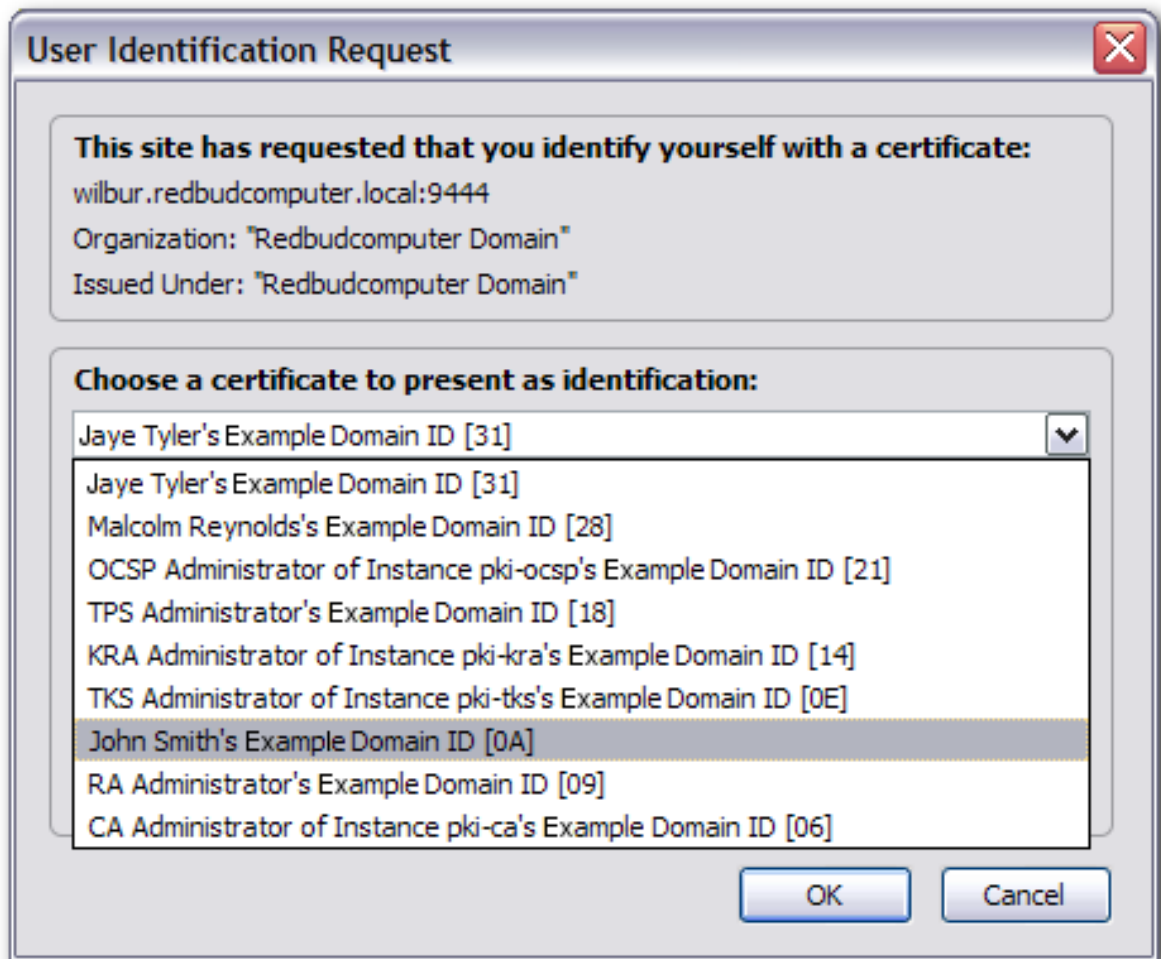 User Identification Request
This site has requested that you identify yourself with a certificate:
wilbur.redbudcomputer.local:9444
Organization: "Redbudcomputer Domain"
Issued Under: "Redbudcomputer Domain"
Choose a certificate to present as identification:
Jaye Tyler's Example Domain ID [31]
Jaye Tyler's Example Domain ID [31]
Malcolm Reynolds's Example Domain ID [28]
OCSP Administrator of Instance pki-ocsp's Example Domain ID [21]
TPS Administrator's Example Domain ID [18]
KRA Administrator of Instance pki-kra's Example Domain ID [14]
TKS Administrator of Instance pki-tks's Example Domain ID [0E]
John Smith's Example Domain ID [0A]
RA Administrator's Example Domain ID [09]
CA Administrator of Instance pki-ca's Example Domain ID [06]
OK Cancel